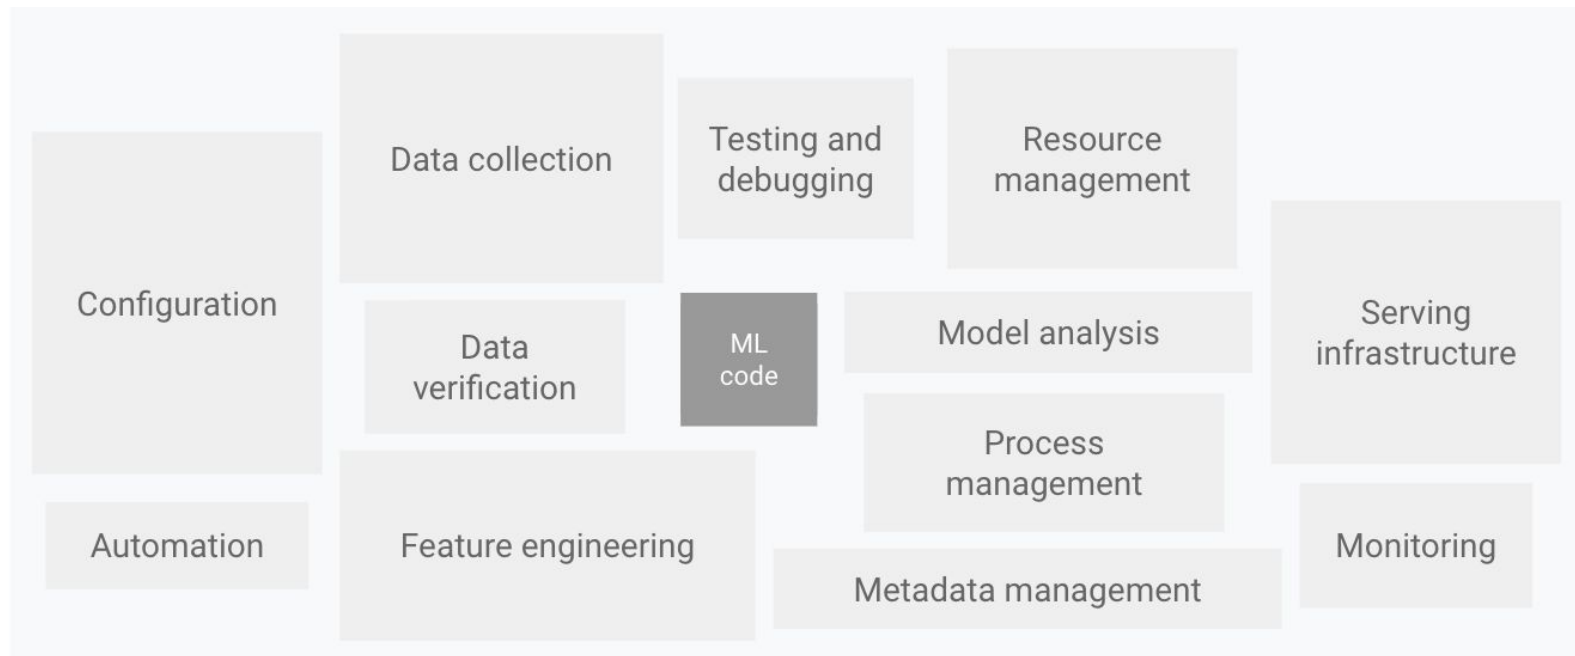 Data collection
Testing and
debugging
Resource
management
Configuration
Data
verification
ML
code
Model analysis
Serving
infrastructure
Process
management
Automation
Feature engineering
Metadata management
Monitoring